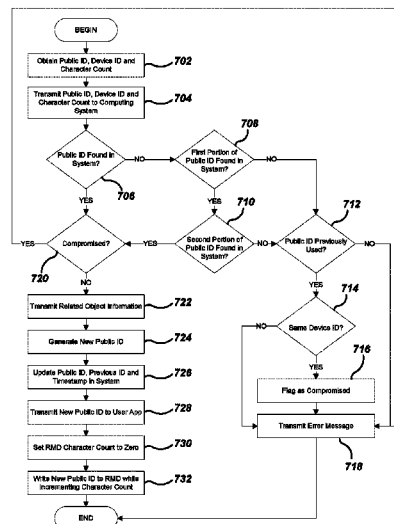 BEGIN
Obtain Public ID, Device ID and
Character Count
702
Transmit Public ID, Device ID and
Character Count to Computing
System
704
Public ID Found in
System?
706
NO
First Portion of
Public ID Found in
System?
708
NO
YES
YES
710
Second Portion of
Public ID Found in
System?
YES
NO
712
Public ID Previously
Used?
NO
YES
Compromised?
720
YES
NO
714
Same Device ID?
NO
YES
Transmit Related Object Information
722
Generate New Public ID
724
716
Flag as Compromised
Update Public ID, Previous ID and
Timestamp in System
726
Transmit New Public ID to User App
728
Transmit Error Message
718
Set RMD Character Count to Zero
730
Write New Public ID to RMD while
Incrementing Character Count
732
END